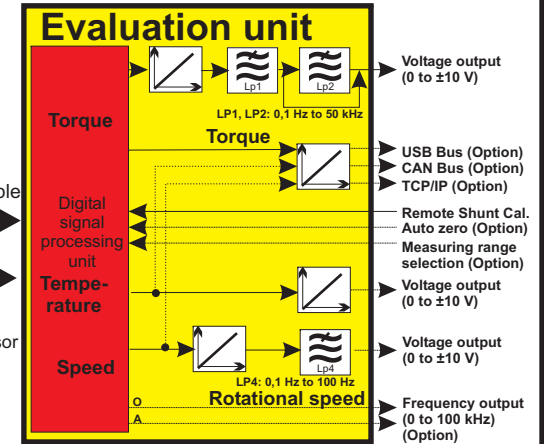 Evaluation unit
Lp1
Lp2
LP1, LP2: 0,1 Hz to 50 kHz
Voltage output
(0 to ±10 V)
Torque
Torque
USB Bus (Option)
CAN Bus (Option)
TCP/IP (Option)
Digital
signal
processing
unit
Remote Shunt Cal.
Auto zero (Option)
Measuring range
selection (Option)
Tempe-
rature
Voltage output
(0 to ±10 V)
Speed
Lp4
LP4: 0,1 Hz to 100 Hz
Rotational speed
Voltage output
(0 to ±10 V)
O
A
Frequency output
(0 to 100 kHz)
(Option)